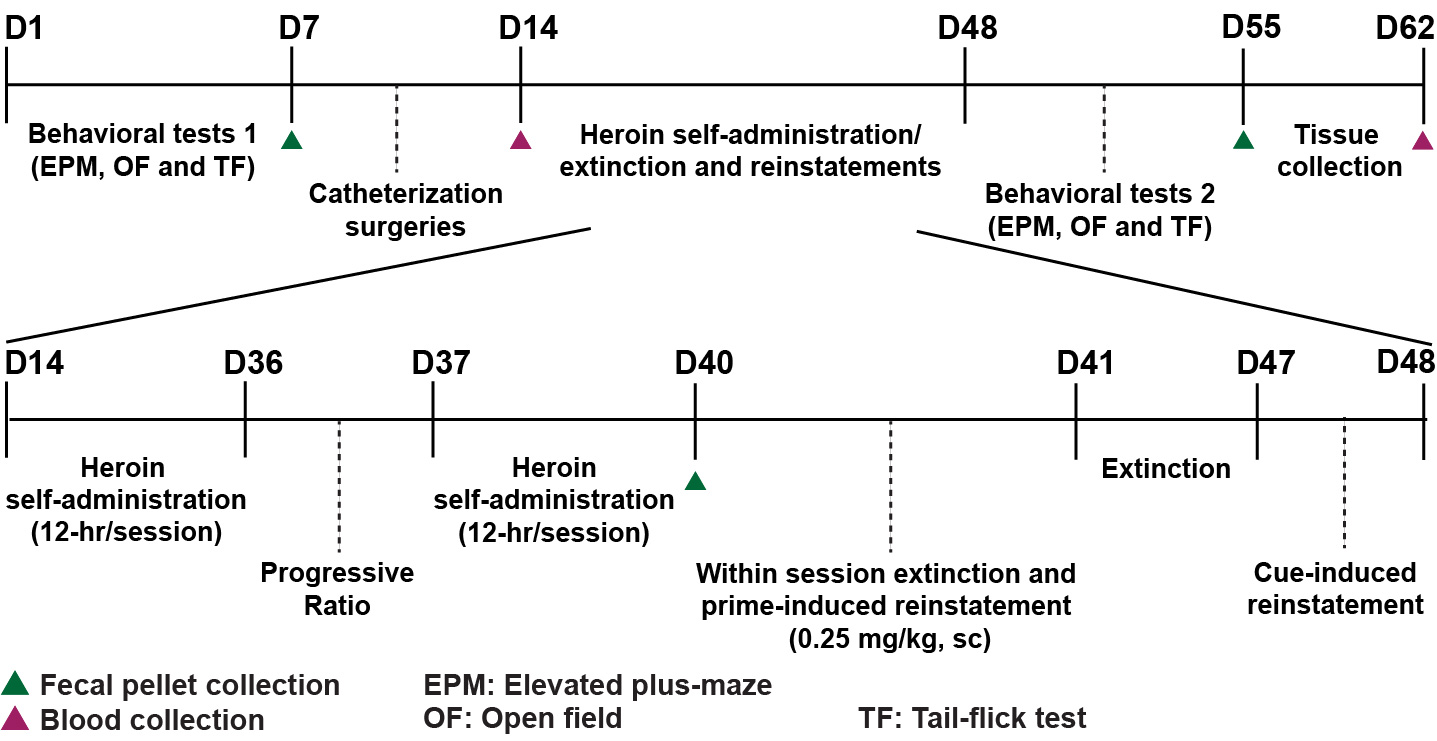 D1 D7 D14 D48 D55 D62
Behavioral tests 1
(EPM, OF and TF)
Catheterization
surgeries
Heroin self-administration/
extinction and reinstatements
Behavioral tests 2
(EPM, OF and TF)
Tissue
collection
D14 D36 D37 D40 D41 D47 D48
Heroin
self-administration
(12-hr/session)
Progressive
Ratio
Heroin
self-administration
(12-hr/session)
Within session extinction and
prime-induced reinstatement
(0.25 mg/kg, sc)
Extinction
Cue-induced
reinstatement
Fecal pellet collection
Blood collection
EPM: Elevated plus-maze
OF: Open field
TF: Tail-flick test